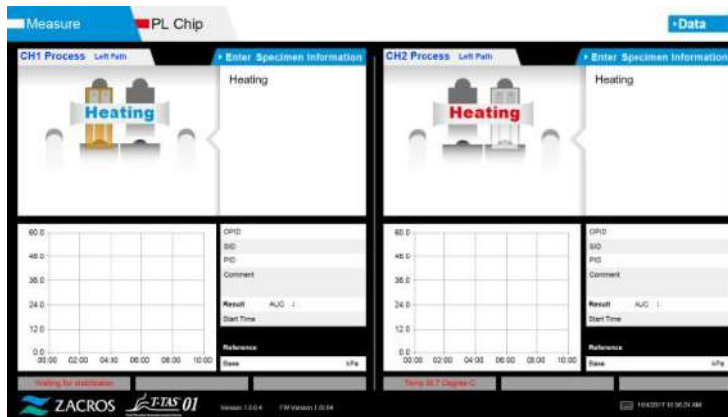 Measure
PL Chip
Data
CH1 Process Left Path
Enter Specimen Information
Heating
Heating
60.0
48.0
36.0
24.0
12.0
0.0
00:00 02:00 04:00 06:00 08:00 10:00
OPID
SID
PID
Comment
Result AUC :
Start Time
Reference
Base kPa
Waiting for stabilization
CH2 Process Left Path
Enter Specimen Information
Heating
Heating
60.0
48.0
36.0
24.0
12.0
0.0
00:00 02:00 04:00 06:00 08:00 10:00
OPID
SID
PID
Comment
Result AUC :
Start Time
Reference
Base kPa
ZACROS T-TAS 01